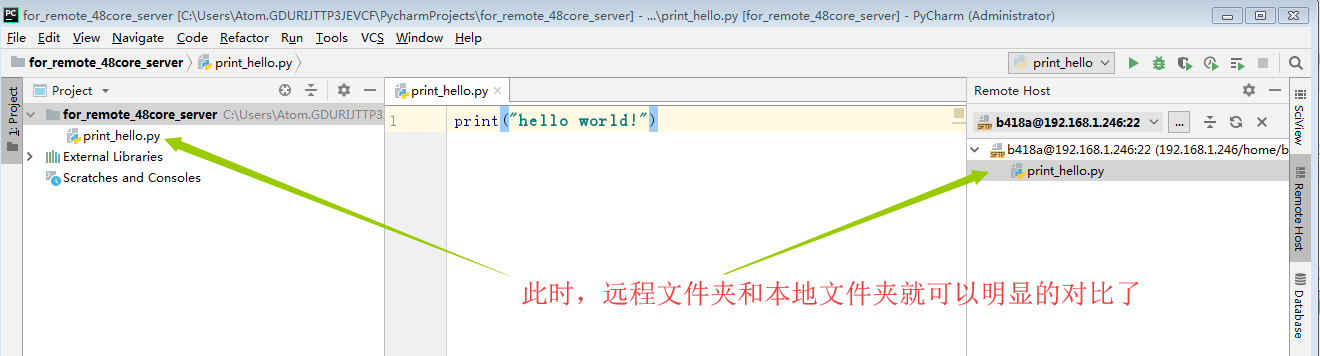 for_remote_48core_server [C:\Users\Atom.GDURIJTTP3JEVCF\PycharmProjects\for_remote_48core_server] - ...\print_hello.py [for_remote_48core_server] - PyCharm (Administrator)
File Edit View Navigate Code Refactor Run Tools VCS Window Help
for_remote_48core_server print_hello.py print_hello
1: Project
Project
print_hello.py
Remote Host
for_remote_48core_server C:\Users\Atom.GDURIJTTP3
print_hello.py
External Libraries
Scratches and Consoles
1 print("hello world!")
b418a@192.168.1.246:22 ...
b418a@192.168.1.246:22 (192.168.1.246/home/b
print_hello.py
SciView
Remote Host
Database
此时，远程文件夹和本地文件夹就可以明显的对比了